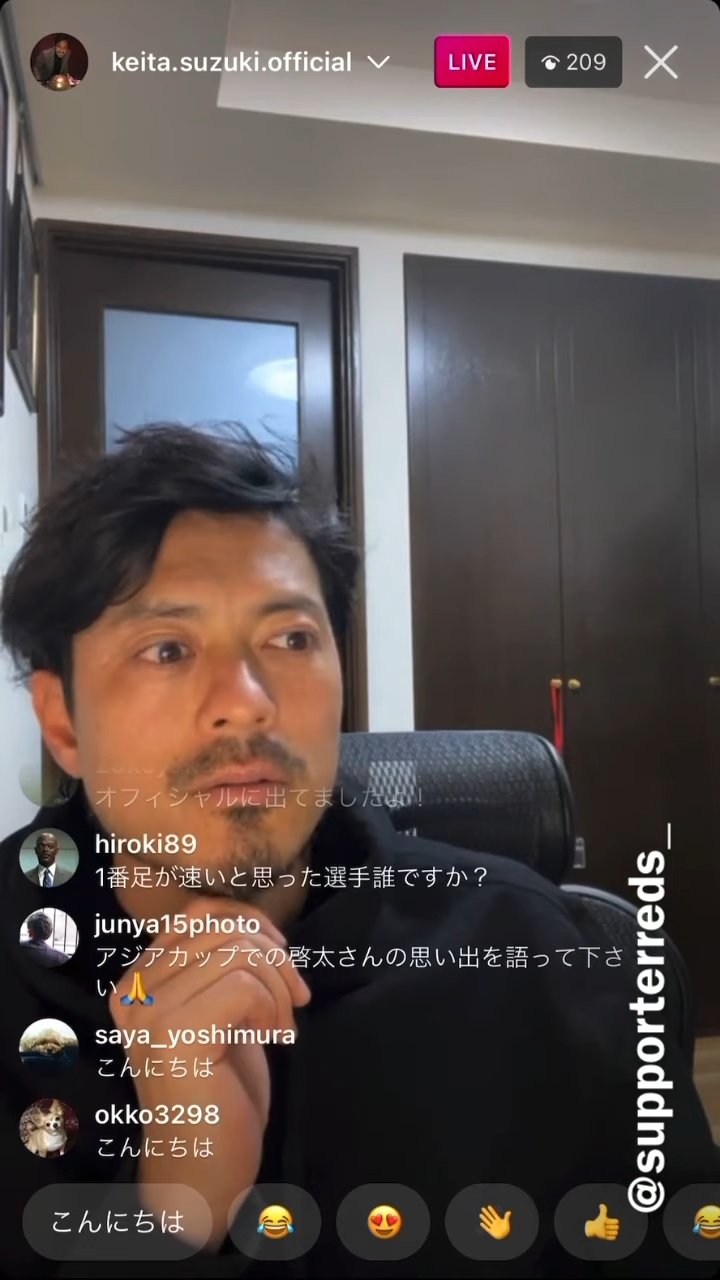 keita.suzuki.official
LIVE
209
オフィシャルに出てましたよ!
hiroki89
1番足が速いと思った選手誰ですか?
junya15photo
アジアカップでの啓太さんの思い出を語って下さ
い🙏
saya_yoshimura
こんにちは
okko3298
こんにちは
こんにちは
@supporterreds_